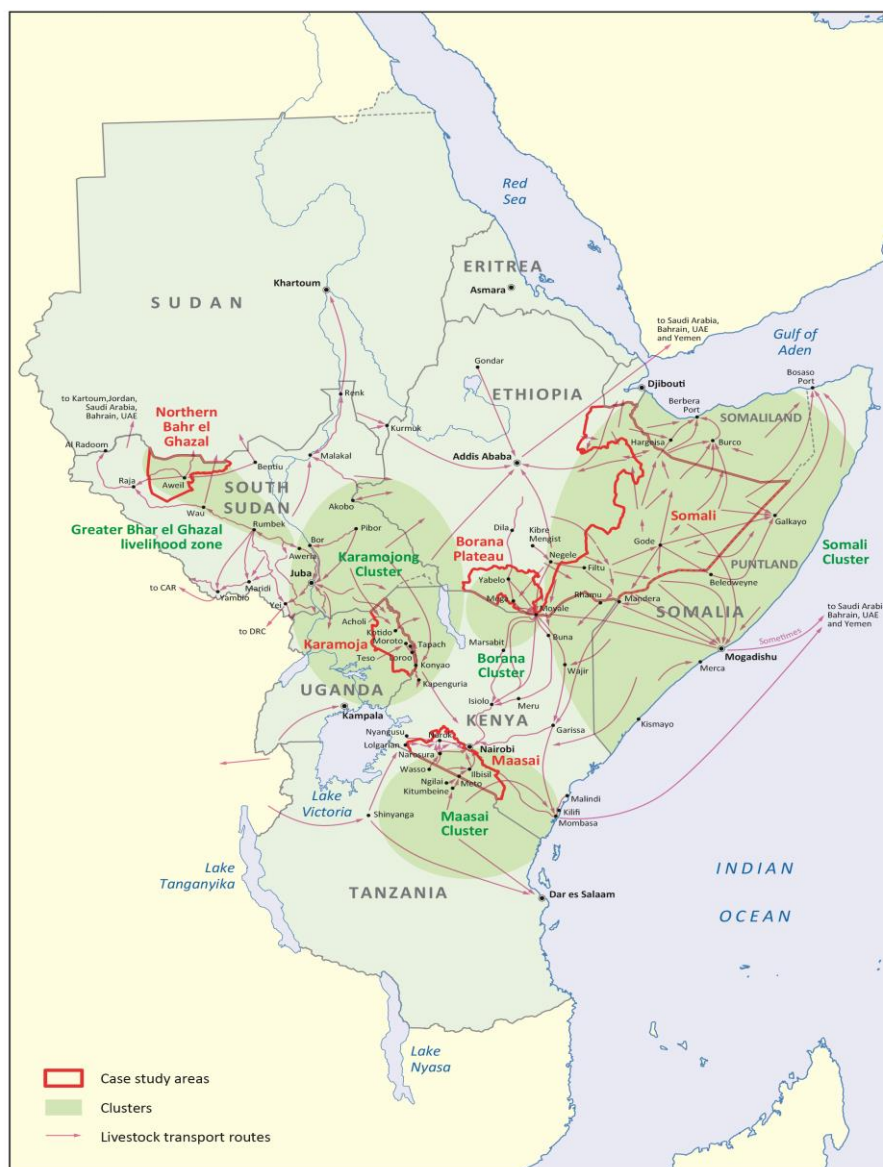 Red
Sea
ERITREA
Asmara
Khartoum
SUDAN
to Saudi Arabia,
Bahrain, UAE
and Yemen
Gulf of
Aden
Gondar
ETHIOPIA
Djibouti
Bosaso
Port
Berbera
Port
SOMALILAND
to Kartoum,Jordan,
Saudi Arabia,
Bahrain, UAE
Northern
Bahr el
Ghazal
Renk
Kurmuk
Hargeisa
Burco
Al Radoom
Addis Ababa
Bentiu
Malakal
Raja
Aweil
SOUTH
SUDAN
Wau
Akobo
Galkayo
Greater Bhar el Ghazal
livelihood zone
Rumbek
Bor
Pibor
Karamojong
Cluster
Borana
Plateau
Dila
Kibre
Mengist
Somali
Gode
Somali
Cluster
Aweria
Negele
Filtu
PUNTLAND
Juba
Yabelo
Beledweyne
to CAR
Maridi
Yambio
Yei
Mega
Moyale
Rhamu
Mandera
SOMALIA
to Saudi Arabi
Bahrain, UAE
and Yemen
to DRC
Acholi
Kotido
Moroto
Tapach
Karamoja
Teso
Toroo
Konyao
Kapenguria
Marsabit
Buna
Borana
Cluster
Wajir
Sometimes
Mogadishu
Merca
UGANDA
Isiolo
Meru
KENYA
Kismayo
Kampala
Nyangusu
Lolgarian
Narok
Nairobi
Garissa
Narosura
Maasai
Wasso
Ilbisil
Ngilai
Meto
Kitumbeine
Malindi
Kilifi
Mombasa
Lake
Victoria
Shinyanga
Maasai
Cluster
Lake
Tanganyika
TANZANIA
Dar es Salaam
INDIAN
OCEAN
Lake
Nyasa
Case study areas
Clusters
Livestock transport routes